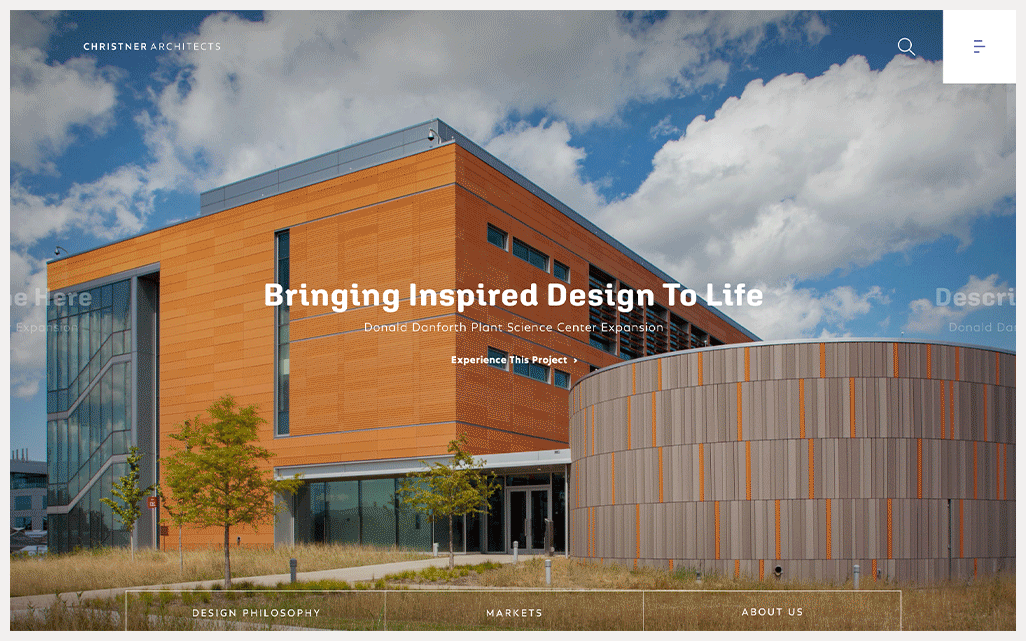 CHRISTNER ARCHITECTS
Here
Bringing Inspired Design To Life
Descri
Expansion
Donald Danforth Plant Science Center Expansion
Donald Dan
Experience This Project ›
DESIGN PHILOSOPHY
MARKETS
ABOUT US